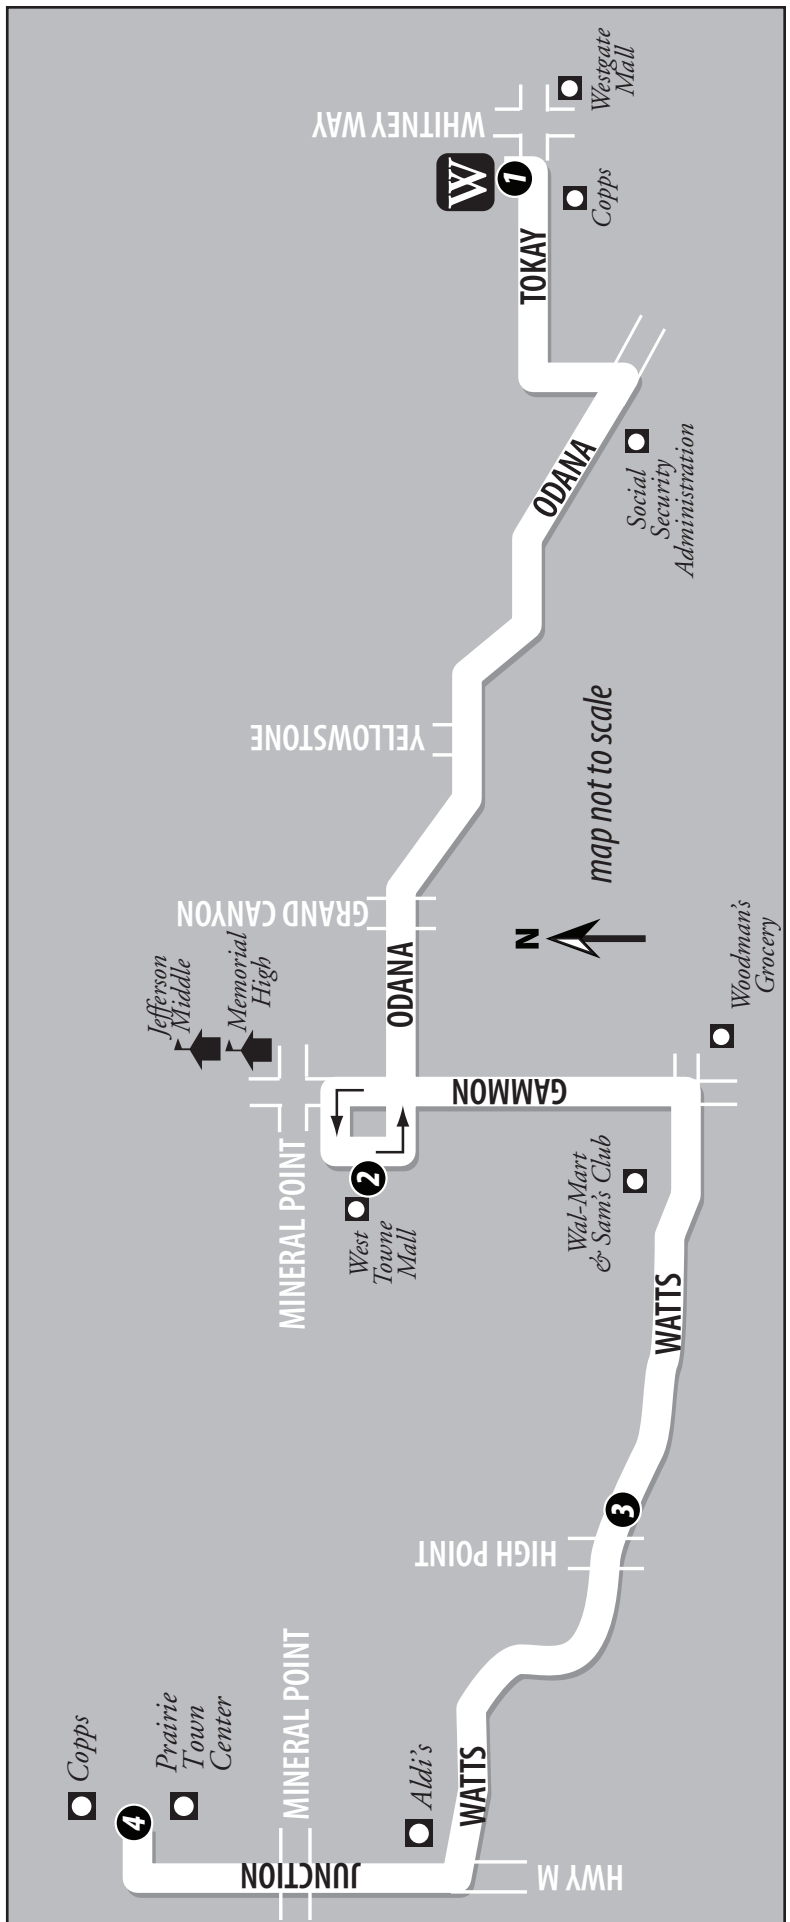 Westgate
Mall
WHITNEY WAY
W
1
Copps
TOKAY
ODANA
Social
Security
Administration
YELLOWSTONE
map not to scale
N
GRAND CANYON
ODANA
Jefferson
Middle
Memorial
High
Woodman's
Grocery
GAMMON
MINERAL POINT
2
West
Towne
Mall
Wal-Mart
& Sam's Club
WATTS
3
HIGH POINT
MINERAL POINT
Copps
Prairie
Town
Center
4
Aldi's
WATTS
JUNCTION
HWY M